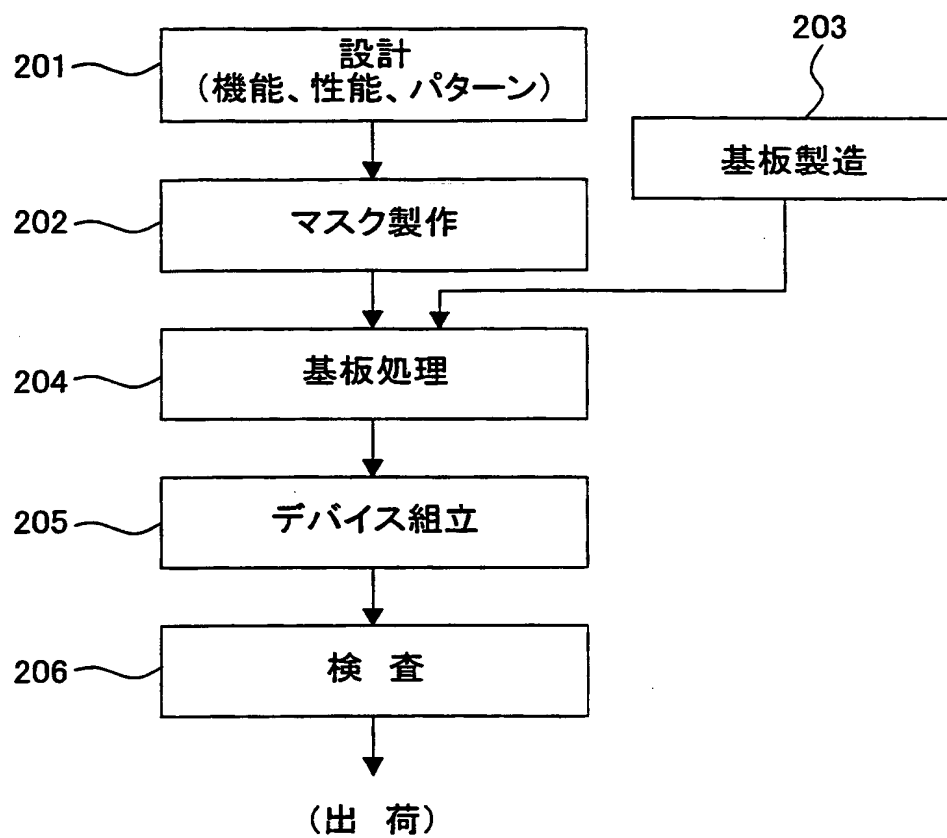 201
設計
(機能、性能、パターン)
203
基板製造
202
マスク製作
204
基板処理
205
デバイス組立
206
検 査
(出 荷)